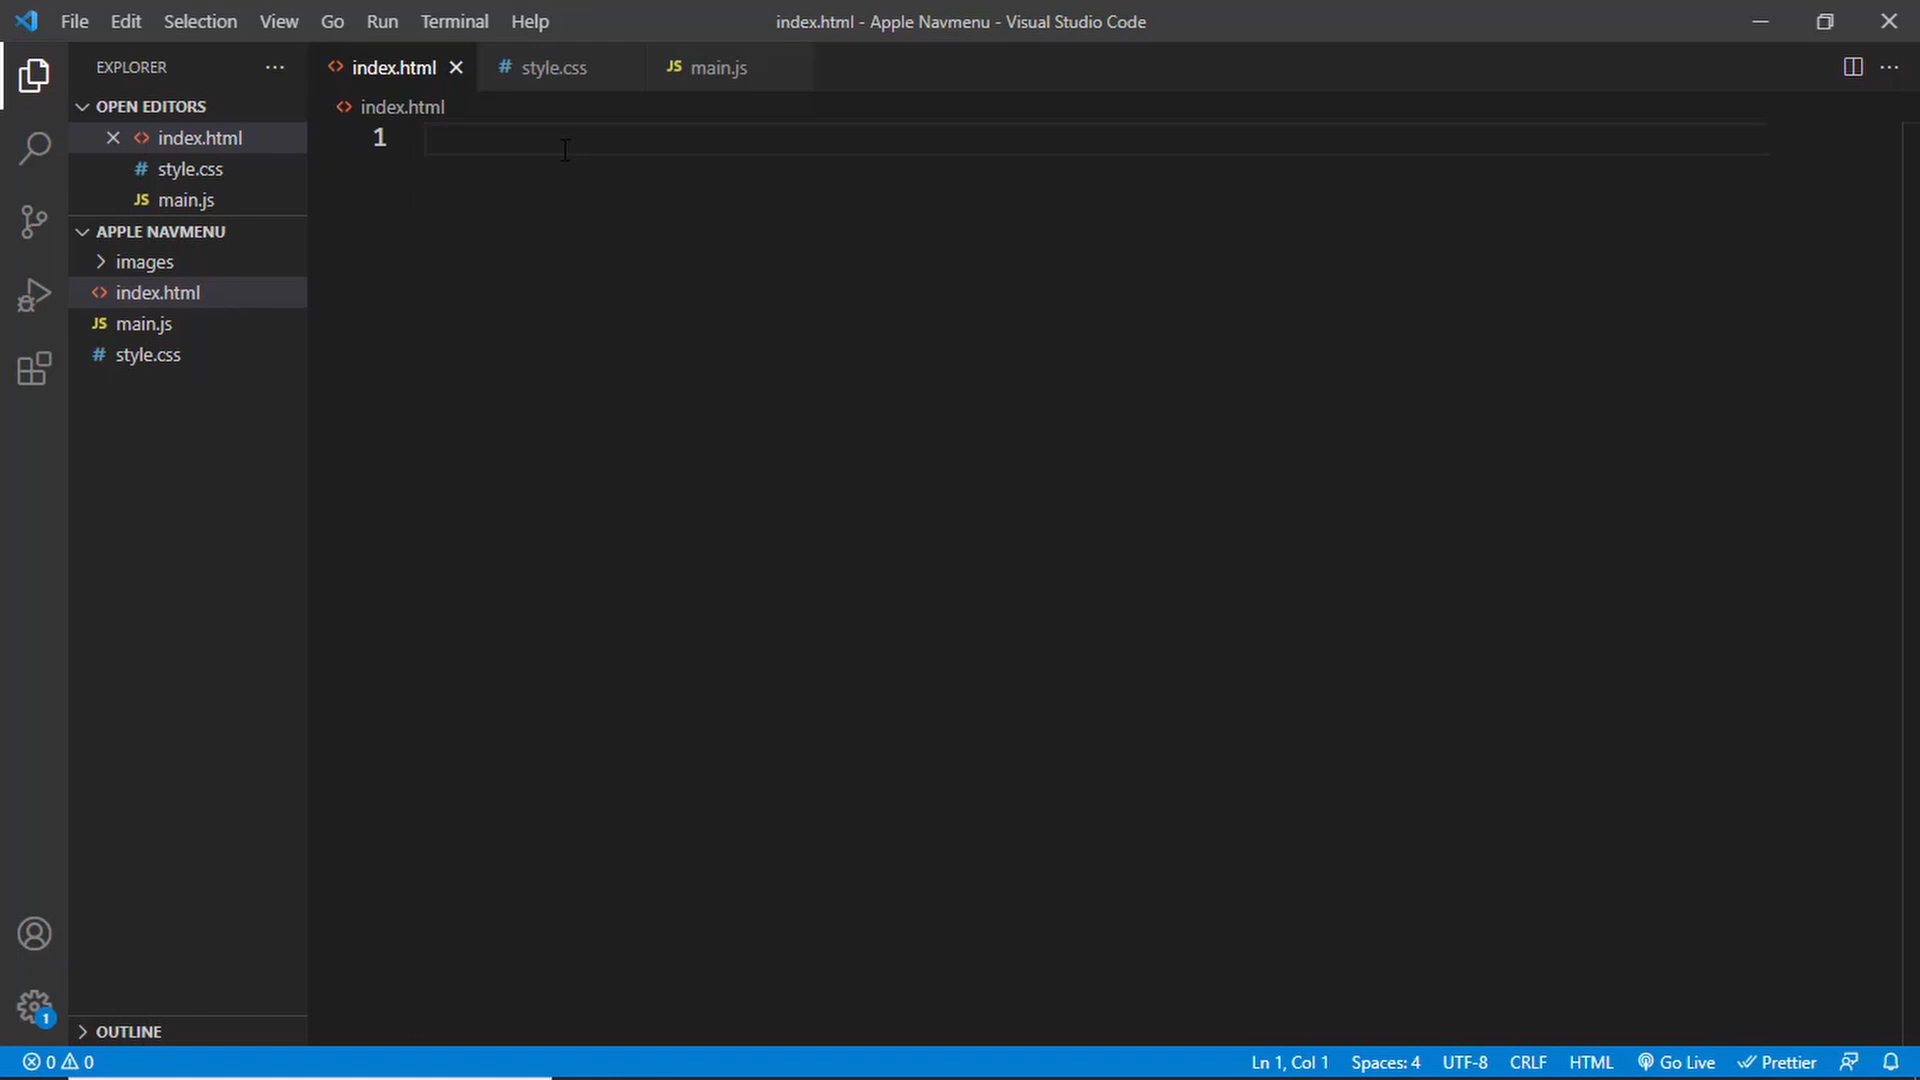 File Edit Selection View Go Run Terminal Help index.html - Apple Navmenu - Visual Studio Code
EXPLORER
index.html style.css JS main.js
OPEN EDITORS
index.html
index.html
1
# style.css
JS main.js
APPLE NAVMENU
images
index.html
JS main.js
# style.css
1
OUTLINE
0 0 Ln 1, Col 1 Spaces: 4 UTF-8 CRLF HTML Go Live Prettier